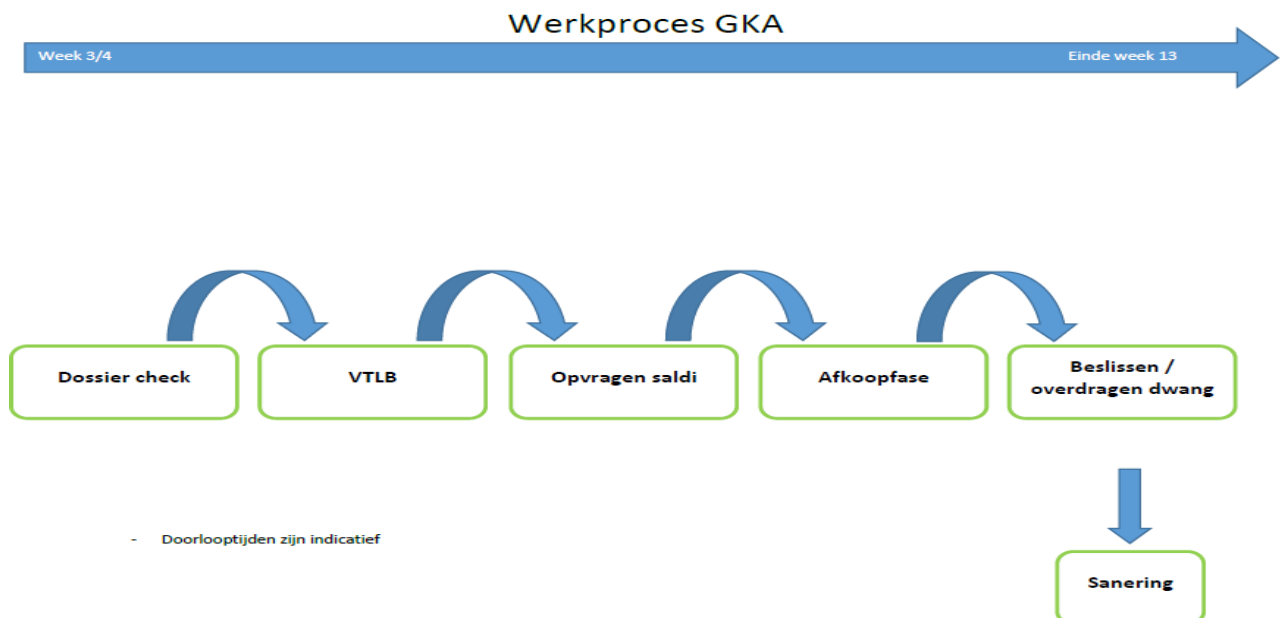 Werkproces GKA
Week 3/4
Einde week 13
Dossier check
VTLB
Opvragen saldi
Afkoopfase
Beslissen /
overdragen dwang
- Doorlooptijden zijn indicatief
Sanering